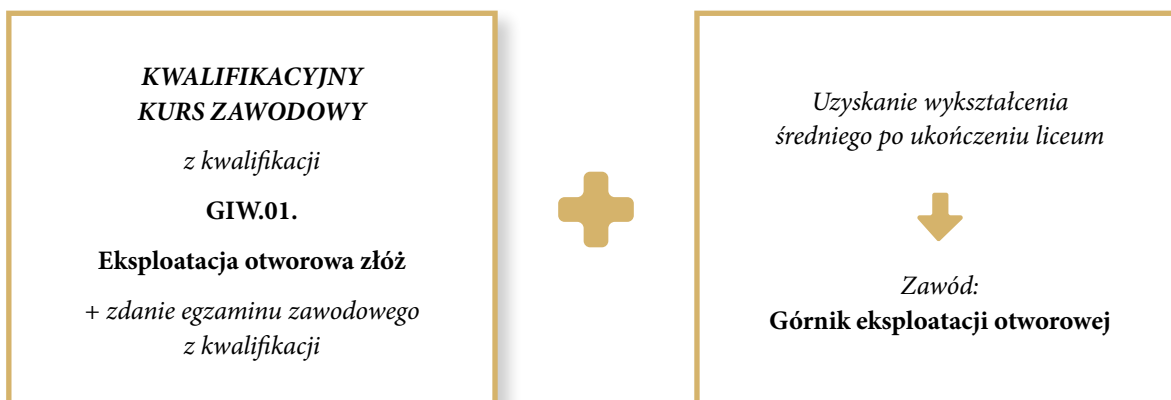 KWALIFIKACYJNY
KURS ZAWODOWY
z kwalifikacji
GIW.01.
Eksploatacja otworowa złóż
+ zdanie egzaminu zawodowego
z kwalifikacji
Uzyskanie wykształcenia
średniego po ukończeniu liceum
Zawód:
Górnik eksploatacji otworowej